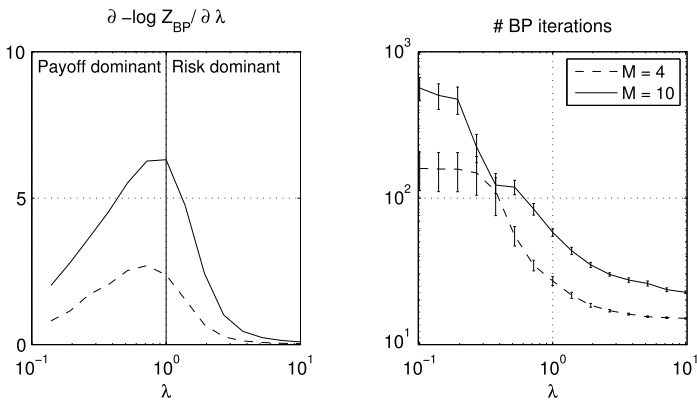 ∂ -log Z_BP / ∂ λ
10
5
0
Payoff dominant
Risk dominant
10^-1
10^0
10^1
λ
# BP iterations
10^3
10^2
10^1
M = 4
M = 10
10^-1
10^0
10^1
λ